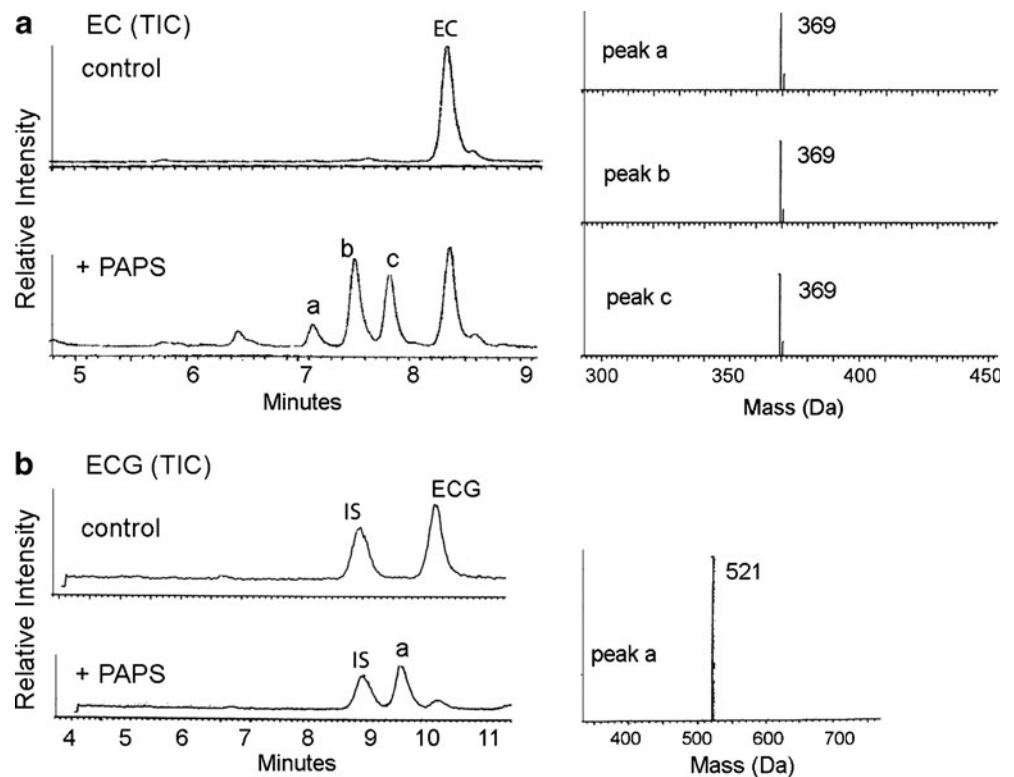 a EC (TIC)
control
EC
Relative Intensity
+ PAPS
a
b
c
5 6 7 8 9
Minutes
peak a
369
peak b
369
peak c
369
300 350 400 450
Mass (Da)
b ECG (TIC)
control
IS
ECG
Relative Intensity
+ PAPS
IS
a
4 5 6 7 8 9 10 11
Minutes
521
peak a
400 500 600 700
Mass (Da)